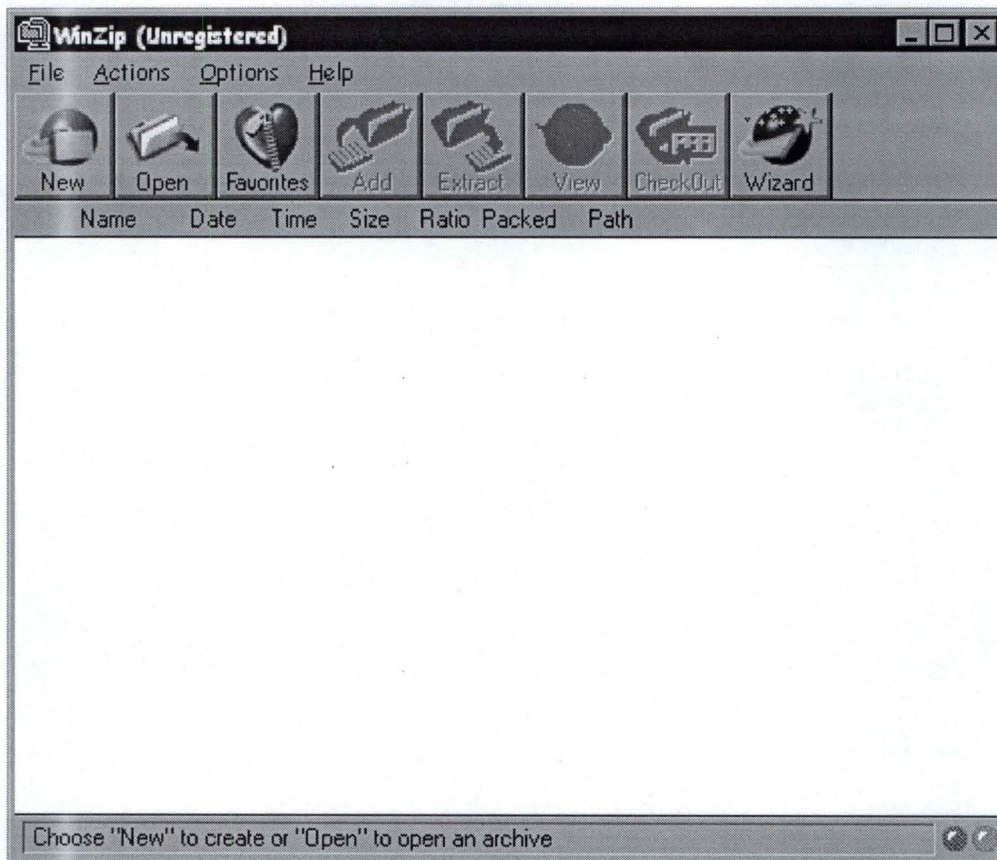 WinZip (Unregistered)
File Actions Options Help
New Open Favorites Add Extract View CheckOut Wizard
Name Date Time Size Ratio Packed Path
Choose "New" to create or "Open" to open an archive